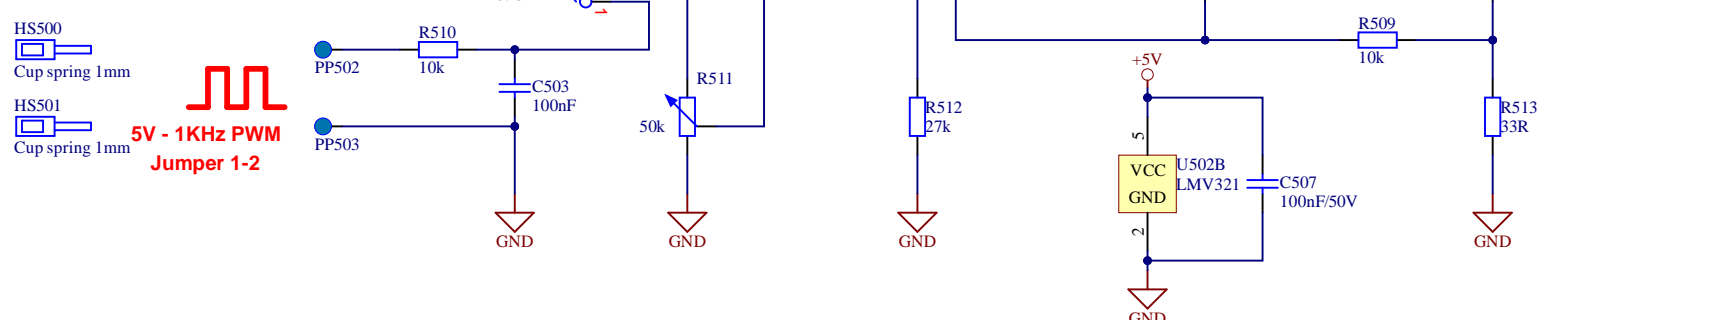 HS500
Cup spring 1mm
HS501
Cup spring 1mm
5V - 1KHz PWM
Jumper 1-2
PP502
PP503
R510
10k
1
C503
100nF
GND
R511
50k
GND
R512
27k
GND
+5V
5
VCC
GND
2
U502B
LMV321
C507
100nF/50V
GND
R509
10k
R513
33R
GND